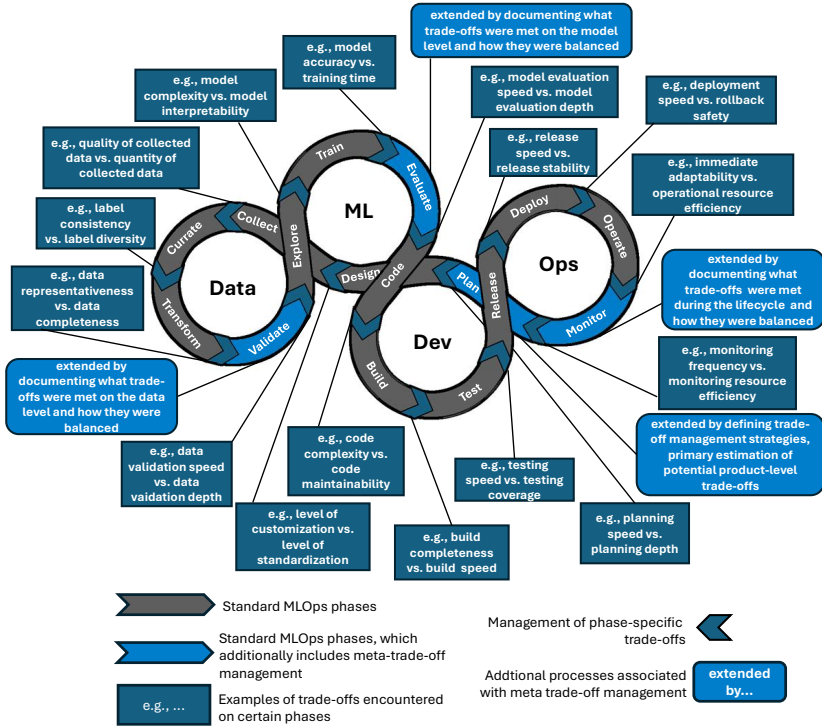 extended by documenting what
trade-offs were met on the model
level and how they were balanced
e.g., model
accuracy vs.
training time
e.g., model
complexity vs. model
interpretability
e.g., model evaluation
speed vs. model
evaluation depth
e.g., deployment
speed vs. rollback
safety
e.g., quality of collected
data vs. quantity of
collected data
e.g., release
speed vs.
release stability
e.g., immediate
adaptability vs.
operational resource
efficiency
e.g., label
consistency
vs. label diversity
e.g., data
representativeness
vs. data
completeness
extended by
documenting what trade-
offs were met on the data
level and how they were
balanced
extended by
documenting what
trade-offs were met
during the lifecycle and
how they were balanced
Data
Currate
Collect
Transform
Validate
ML
Explore
Train
Evaluate
Design
Code
Dev
Build
Test
Plan
Release
Ops
Deploy
Operate
Monitor
e.g., monitoring
frequency vs.
monitoring resource
efficiency
extended by defining trade-
off management strategies,
primary estimation of
potential product-level
trade-offs
e.g., data
validation speed
vs. data
vaidation depth
e.g., code
complexity vs.
code
maintainability
e.g., testing
speed vs. testing
coverage
e.g., level of
customization vs.
level of
standardization
e.g., build
completeness
vs. build speed
e.g., planning
speed vs.
planning depth
Standard MLOps phases
Standard MLOps phases, which
additionally includes meta-trade-off
management
e.g., ...
Examples of trade-offs encountered
on certain phases
Management of phase-specific
trade-offs
Addtional processes associated
with meta trade-off management
extended
by...